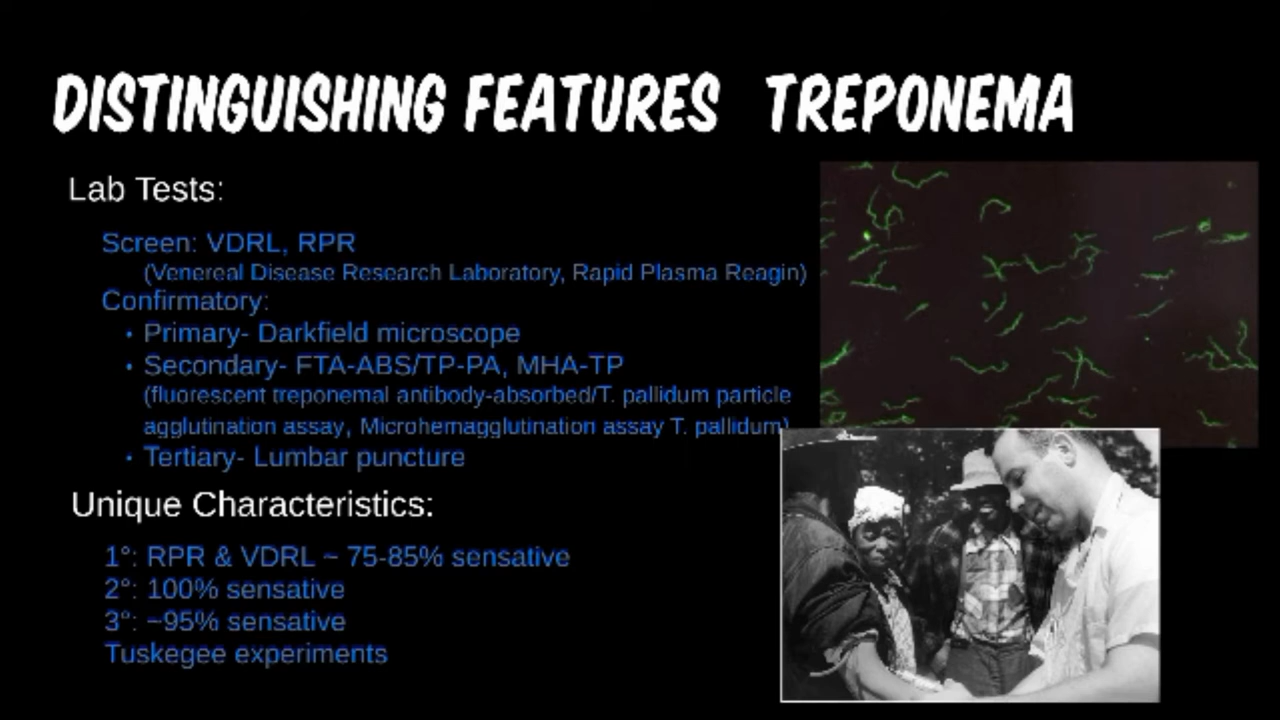 DISTINGUISHING FEATURES TREPONEMA
Lab Tests:
Screen: VDRL, RPR
(Venereal Disease Research Laboratory, Rapid Plasma Reagin)
Confirmatory:
• Primary- Darkfield microscope
• Secondary- FTA-ABS/TP-PA, MHA-TP
(fluorescent treponemal antibody-absorbed/T. pallidum particle
agglutination assay, Microhemagglutination assay T. pallidum)
• Tertiary- Lumbar puncture
Unique Characteristics:
1°: RPR & VDRL ~ 75-85% sensative
2°: 100% sensative
3°: ~95% sensative
Tuskegee experiments